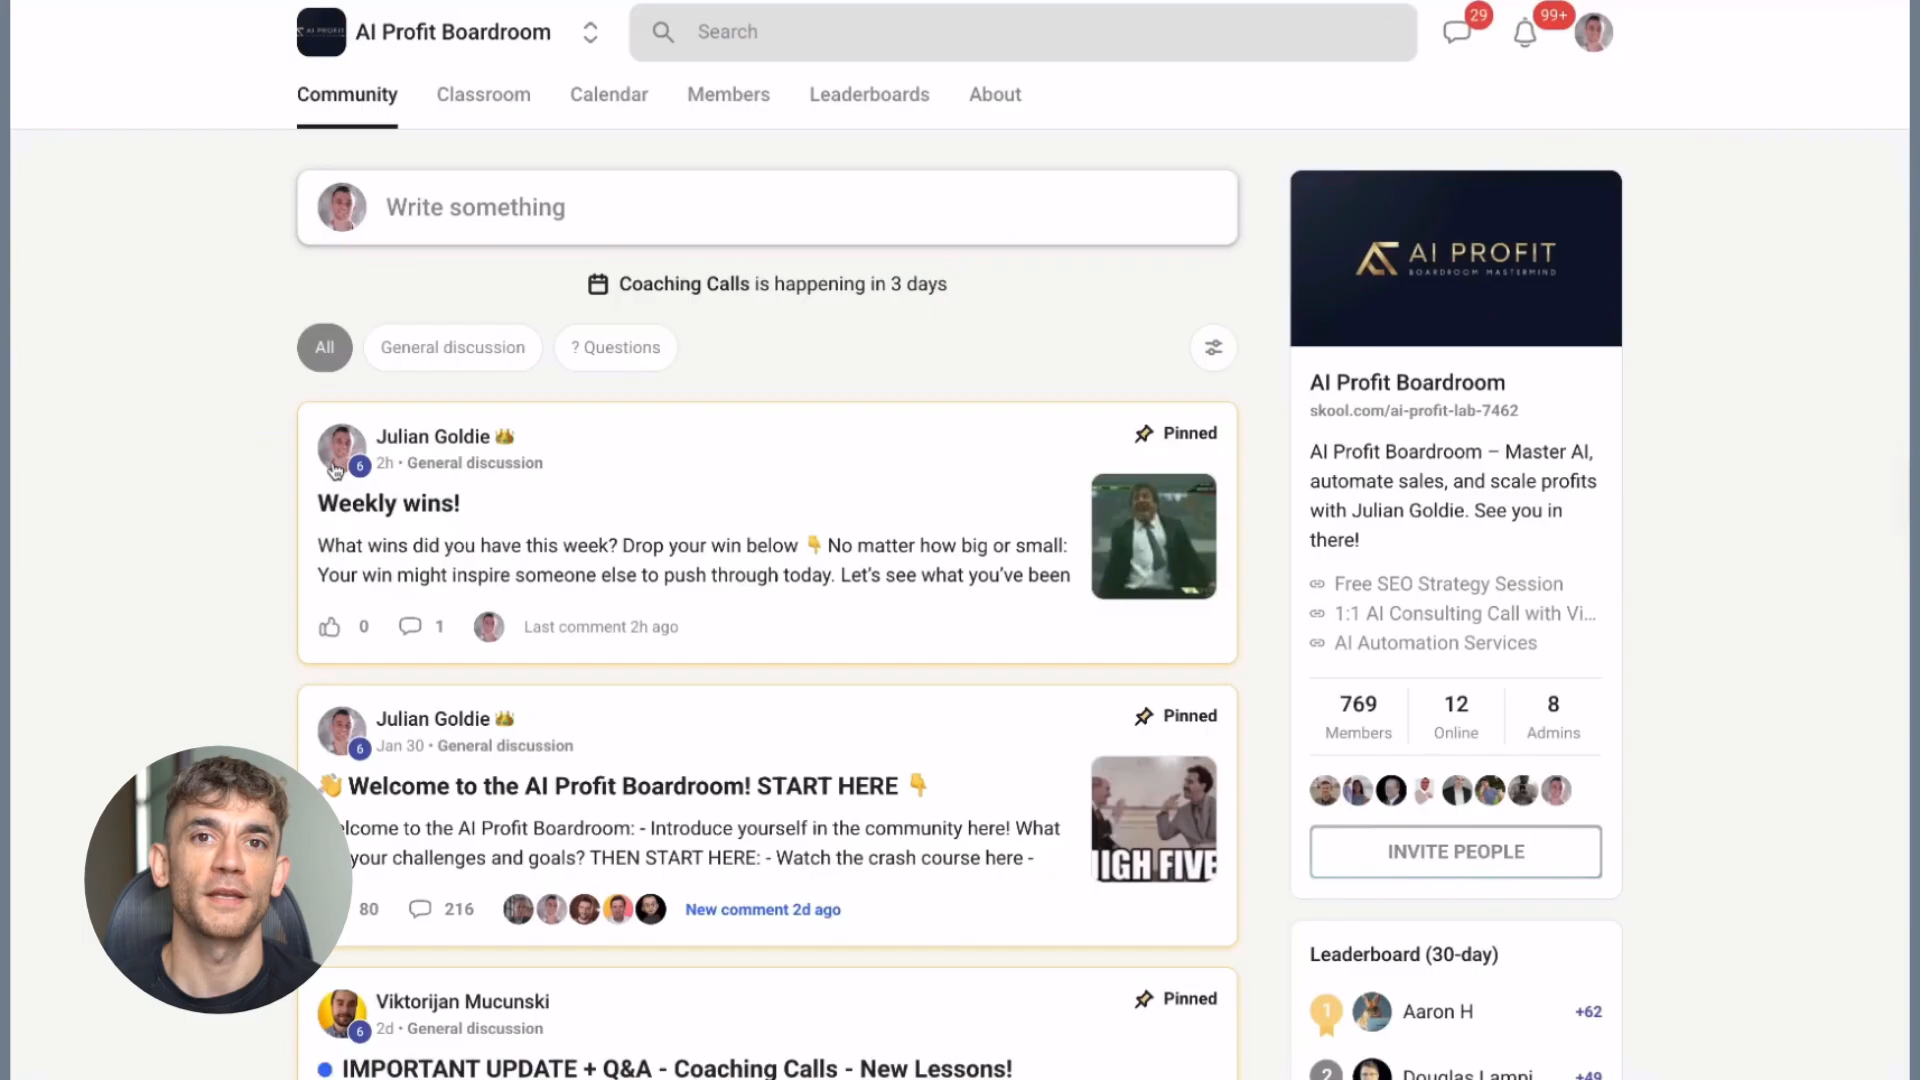 AI Profit Boardroom
Search
29
99+
Community
Classroom
Calendar
Members
Leaderboards
About
Write something
Coaching Calls is happening in 3 days
All
General discussion
? Questions
Julian Goldie
Pinned
6
2h • General discussion
Weekly wins!
What wins did you have this week? Drop your win below 👇 No matter how big or small:
Your win might inspire someone else to push through today. Let's see what you've been
0
1
Last comment 2h ago
Julian Goldie
Pinned
6
Jan 30 • General discussion
👋 Welcome to the AI Profit Boardroom! START HERE 👇
elcome to the AI Profit Boardroom: - Introduce yourself in the community here! What
your challenges and goals? THEN START HERE: - Watch the crash course here -
HIGH FIVE
80
216
New comment 2d ago
Viktorijan Mucunski
Pinned
6
2d • General discussion
IMPORTANT UPDATE + Q&A - Coaching Calls - New Lessons!
AI PROFIT
BOARDROOM MASTERMIND
AI Profit Boardroom
skool.com/ai-profit-lab-7462
AI Profit Boardroom – Master AI,
automate sales, and scale profits
with Julian Goldie. See you in
there!
Free SEO Strategy Session
1:1 AI Consulting Call with Vi...
AI Automation Services
769
Members
12
Online
8
Admins
INVITE PEOPLE
Leaderboard (30-day)
1
Aaron H
+62
2
Douglas Lampi
+49